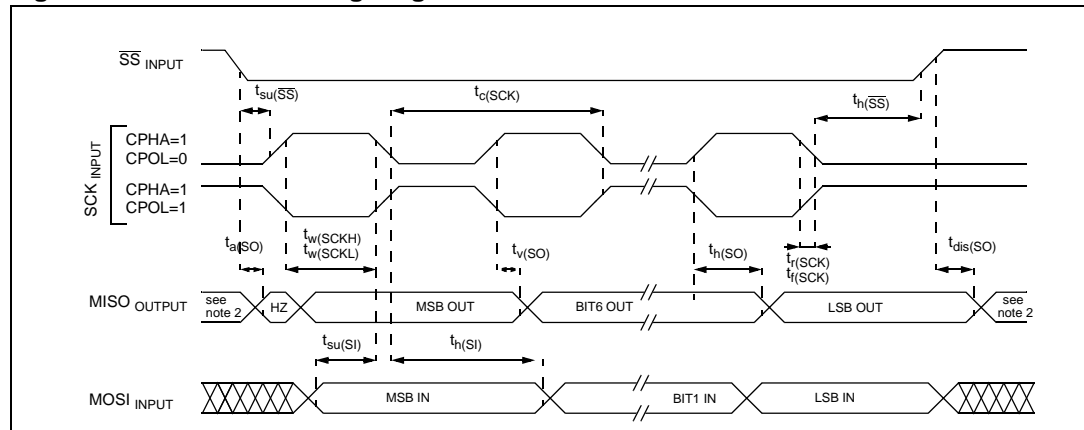 SS INPUT
tsu(SS)
tc(SCK)
th(SS)
SCK INPUT
CPHA=1
CPOL=0
CPHA=1
CPOL=1
ta(SO)
tw(SCKH)
tw(SCKL)
tv(SO)
th(SO)
tr(SCK)
tf(SCK)
tdis(SO)
MISO OUTPUT
see
note 2
HZ
MSB OUT
BIT6 OUT
LSB OUT
see
note 2
tsu(SI)
th(SI)
MOSI INPUT
MSB IN
BIT1 IN
LSB IN